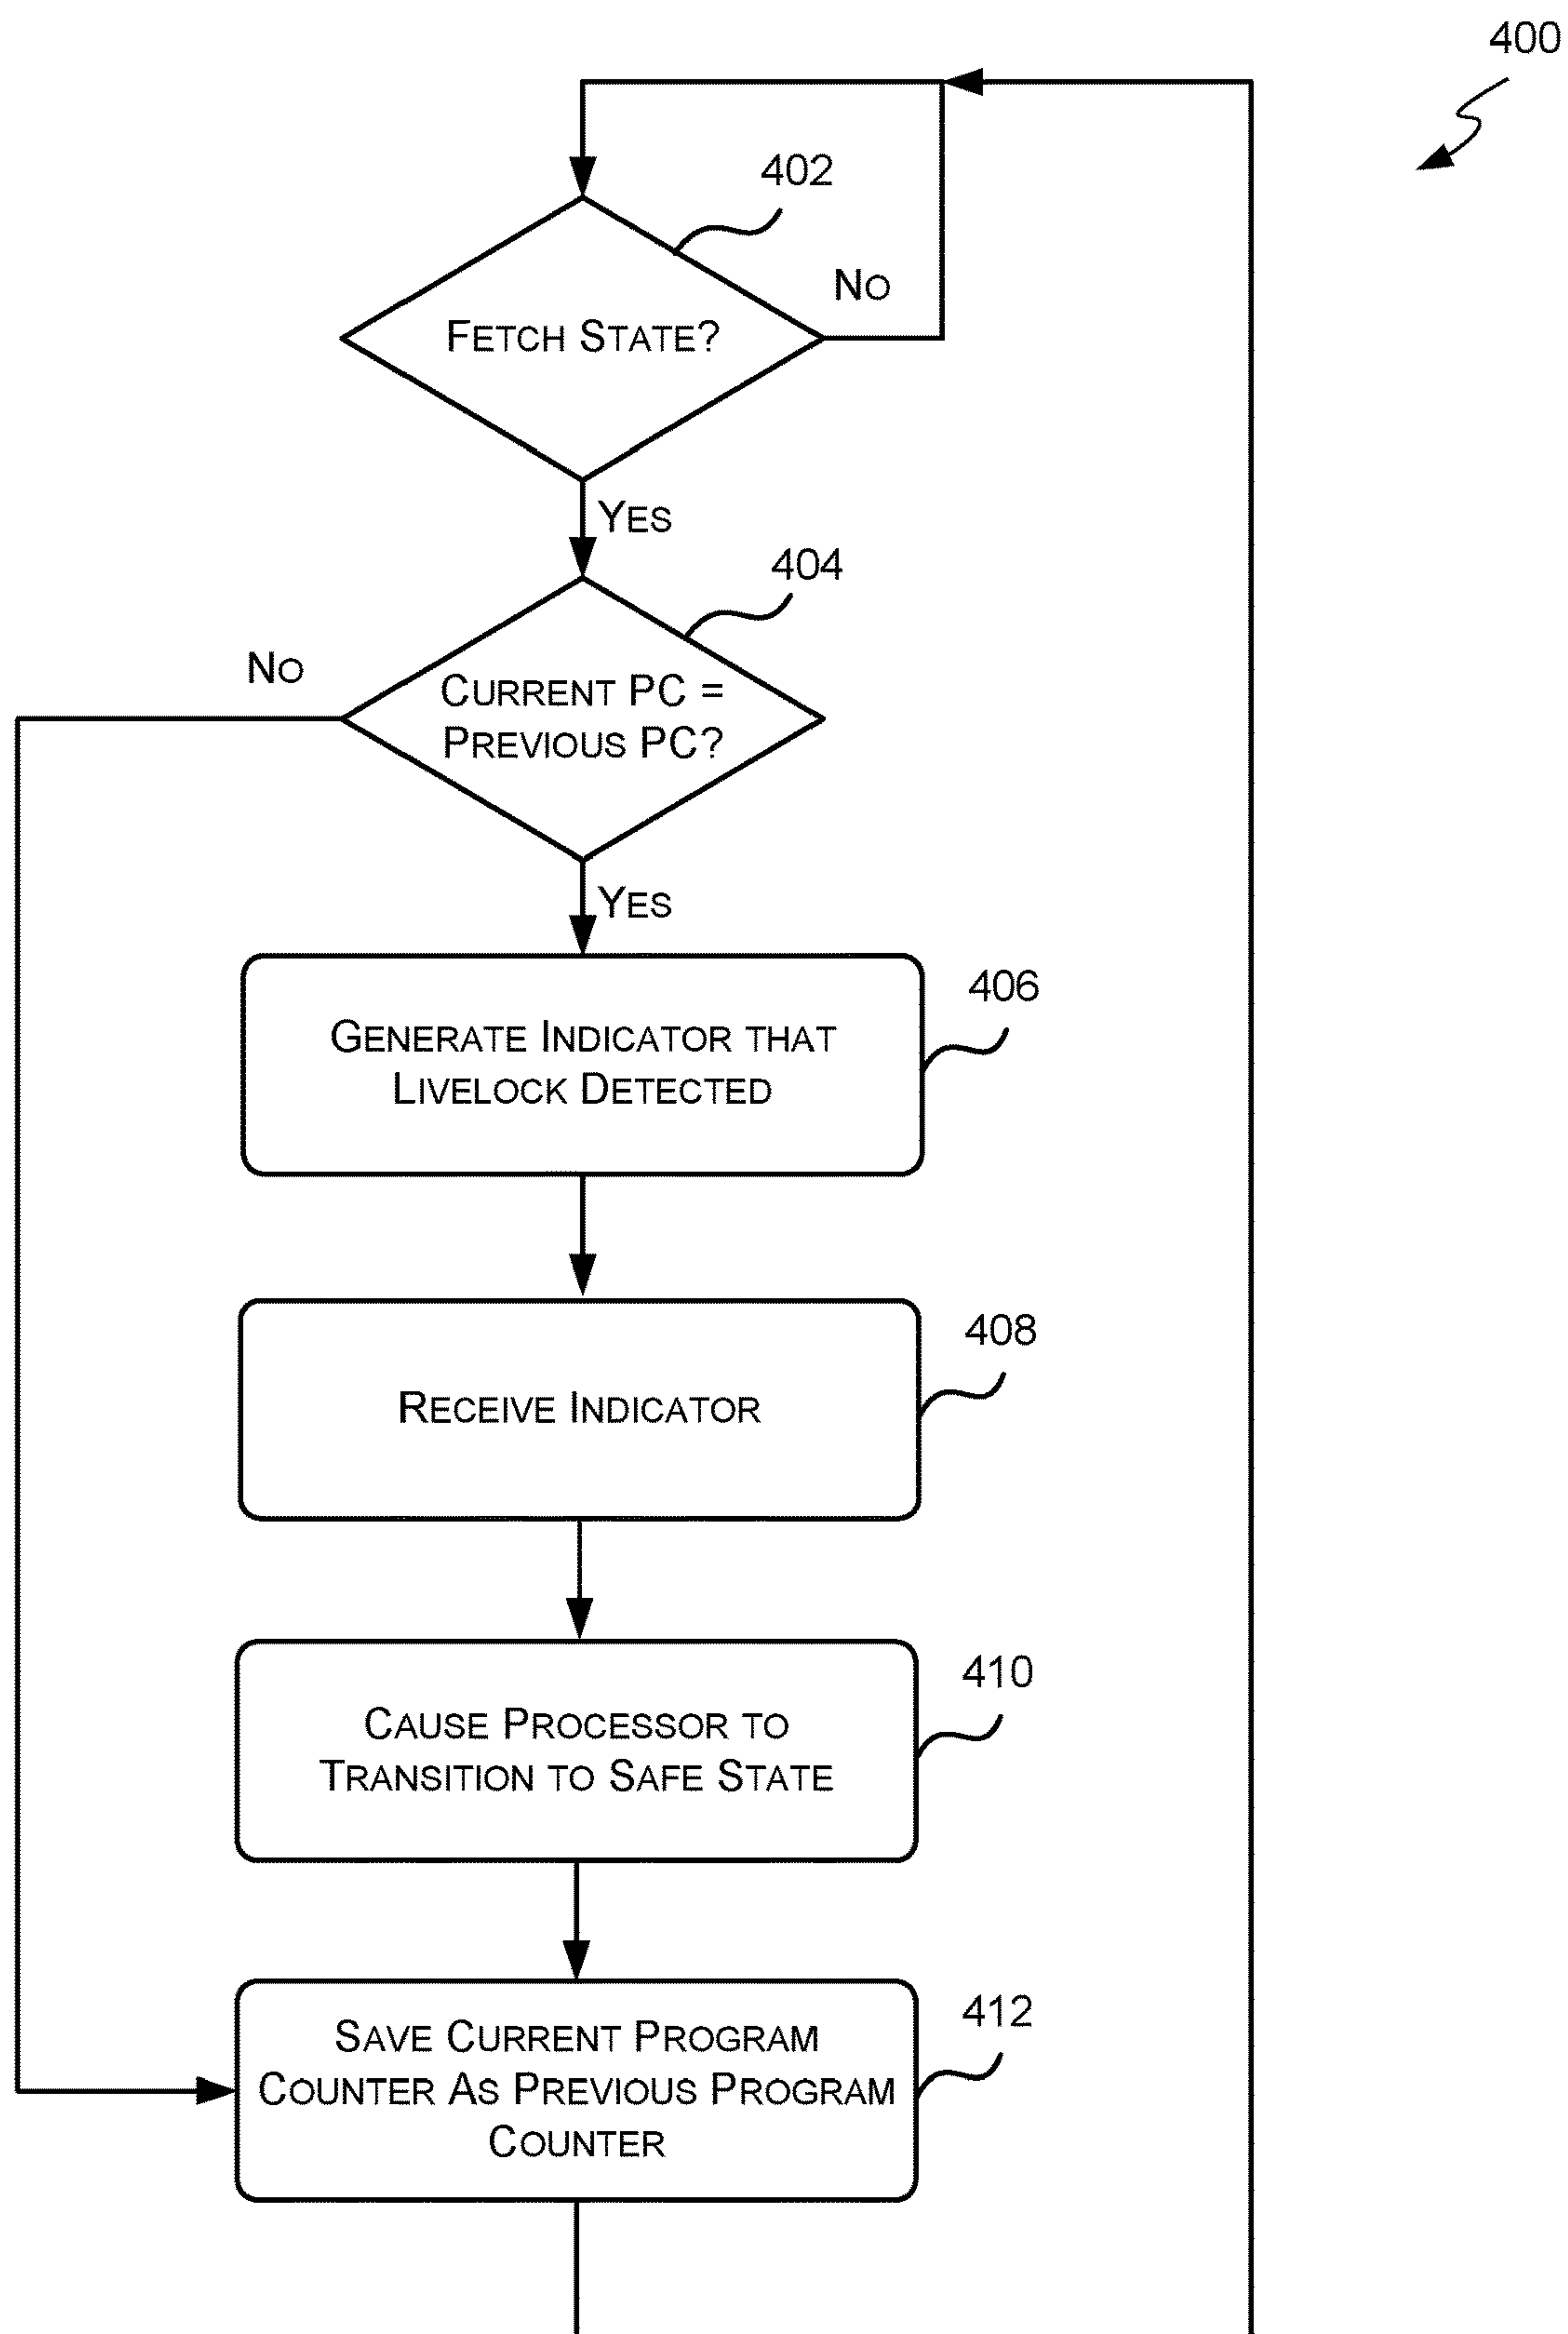 400
402
No
Fetch State?
Yes
404
No
Current PC =
Previous PC?
Yes
406
Generate Indicator that
Livelock Detected
408
Receive Indicator
410
Cause Processor to
Transition to Safe State
412
Save Current Program
Counter As Previous Program
Counter